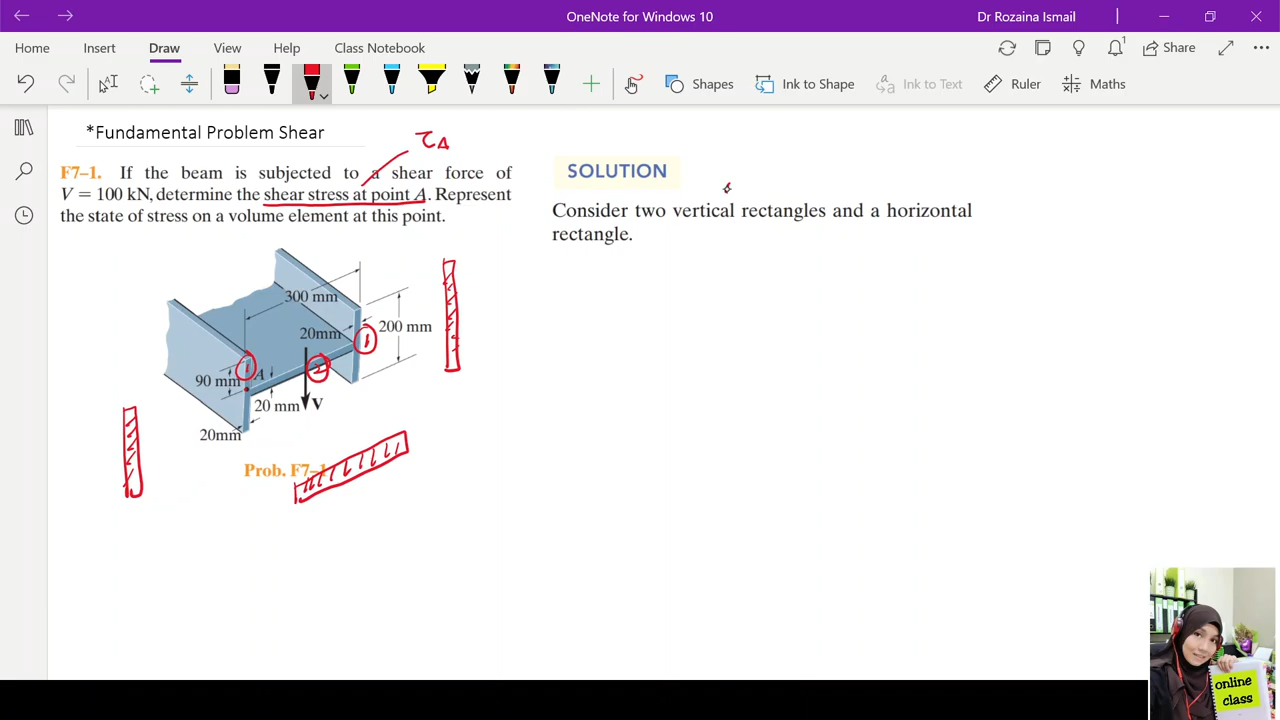 OneNote for Windows 10
Dr Rozaina Ismail
Home Insert Draw View Help Class Notebook
1
Share
Shapes
Ink to Shape
Ink to Text
Ruler
Maths
*Fundamental Problem Shear
τA
F7–1. If the beam is subjected to a shear force of
V = 100 kN, determine the shear stress at point A. Represent
the state of stress on a volume element at this point.
300 mm
20mm
200 mm
1
1
2
90 mm
A
20 mm
V
20mm
Prob. F7–1
SOLUTION
Consider two vertical rectangles and a horizontal
rectangle.
online
class